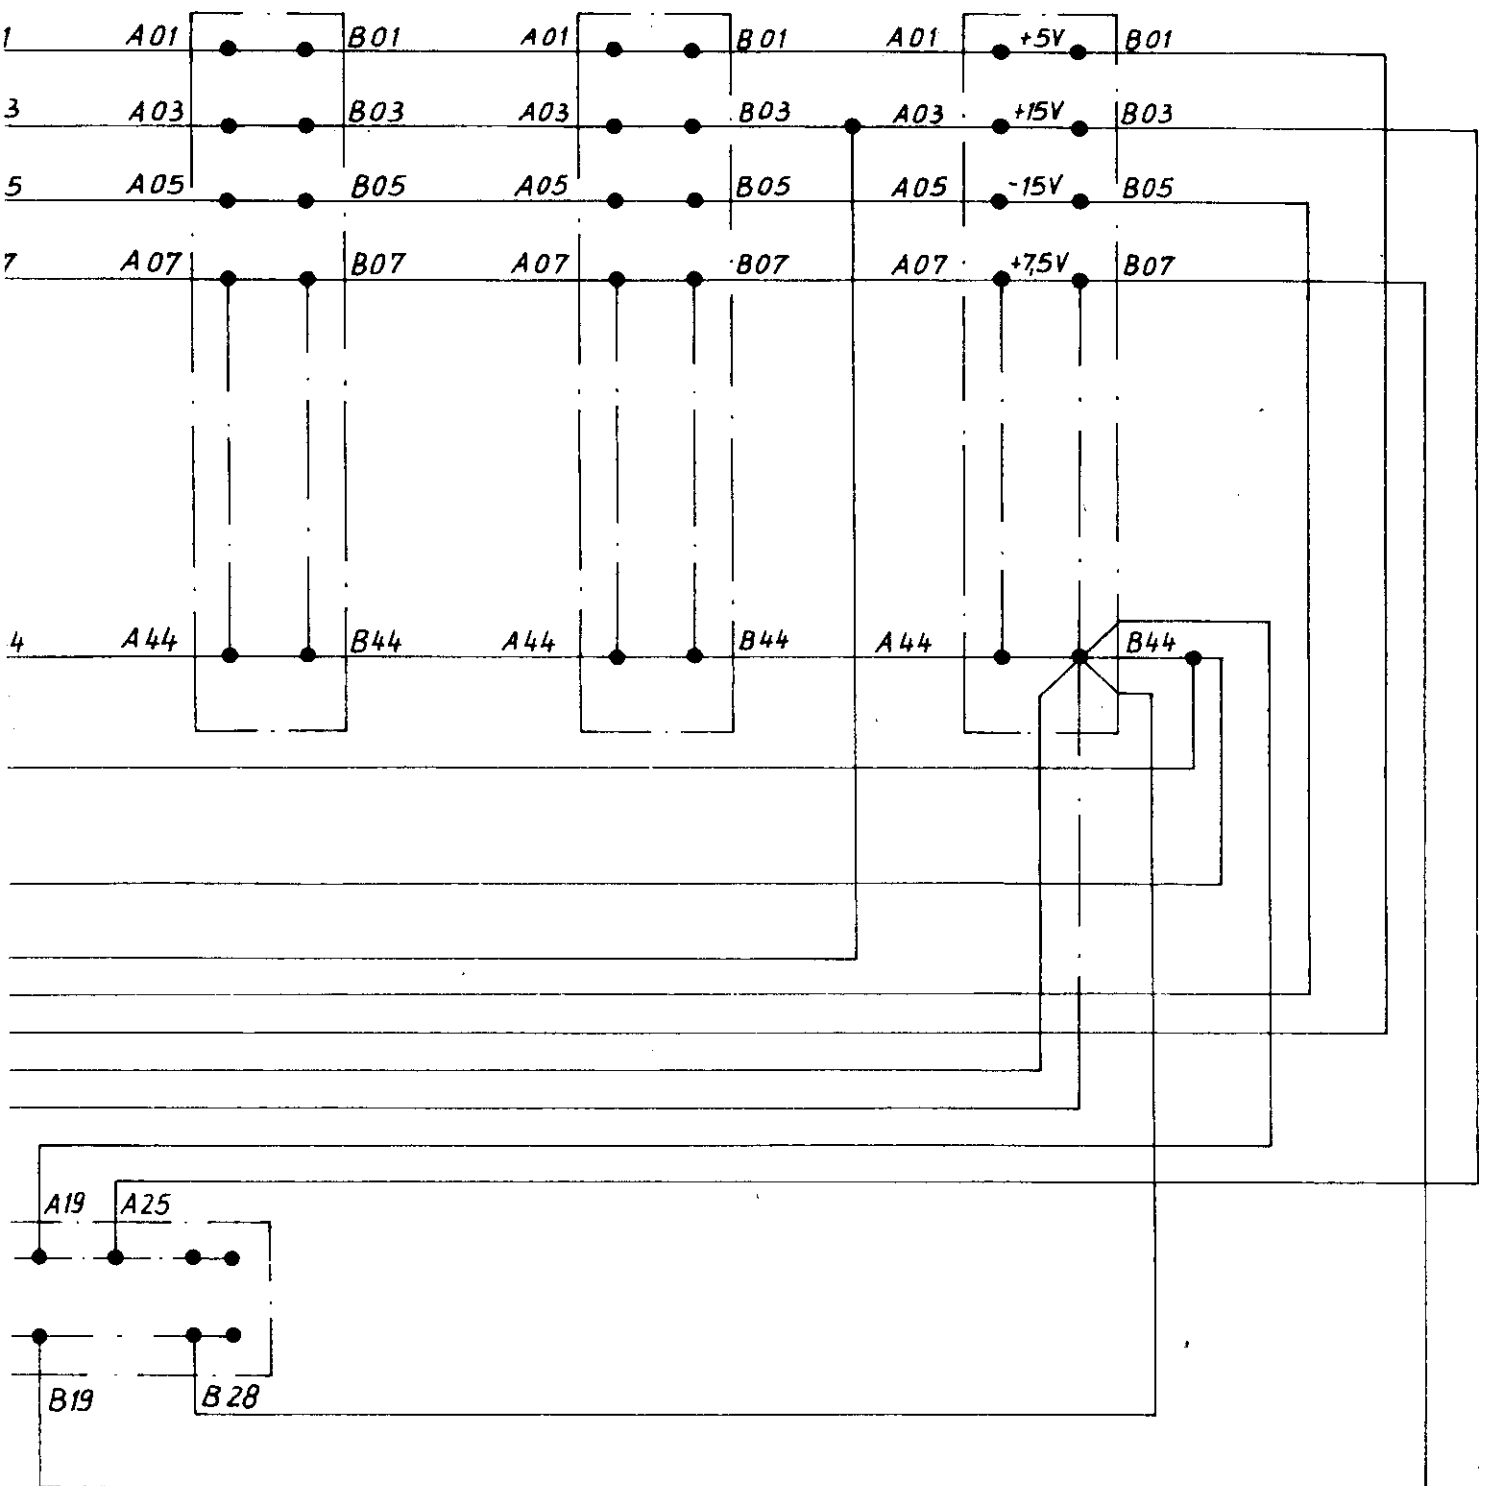 1 A01 B01 A01 B01 A01 +5V B01
3 A03 B03 A03 B03 A03 +15V B03
5 A05 B05 A05 B05 A05 -15V B05
7 A07 B07 A07 B07 A07 +7,5V B07
4 A44 B44 A44 B44 A44 B44
A19 A25
B19 B28